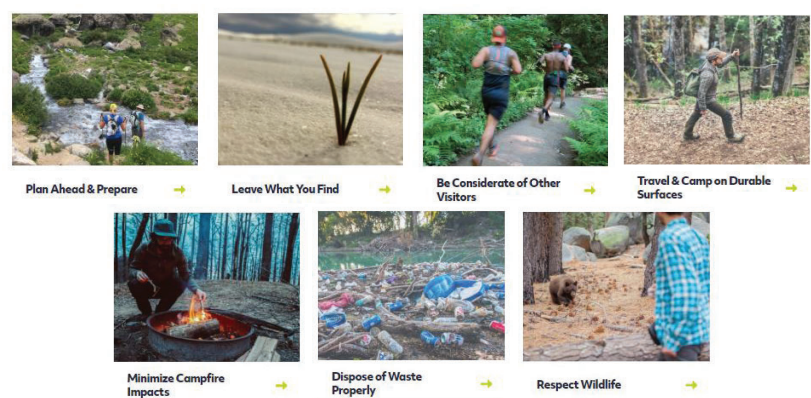 Plan Ahead & Prepare
Leave What You Find
Be Considerate of Other
Visitors
Travel & Camp on Durable
Surfaces
Minimize Campfire
Impacts
Dispose of Waste
Properly
Respect Wildlife